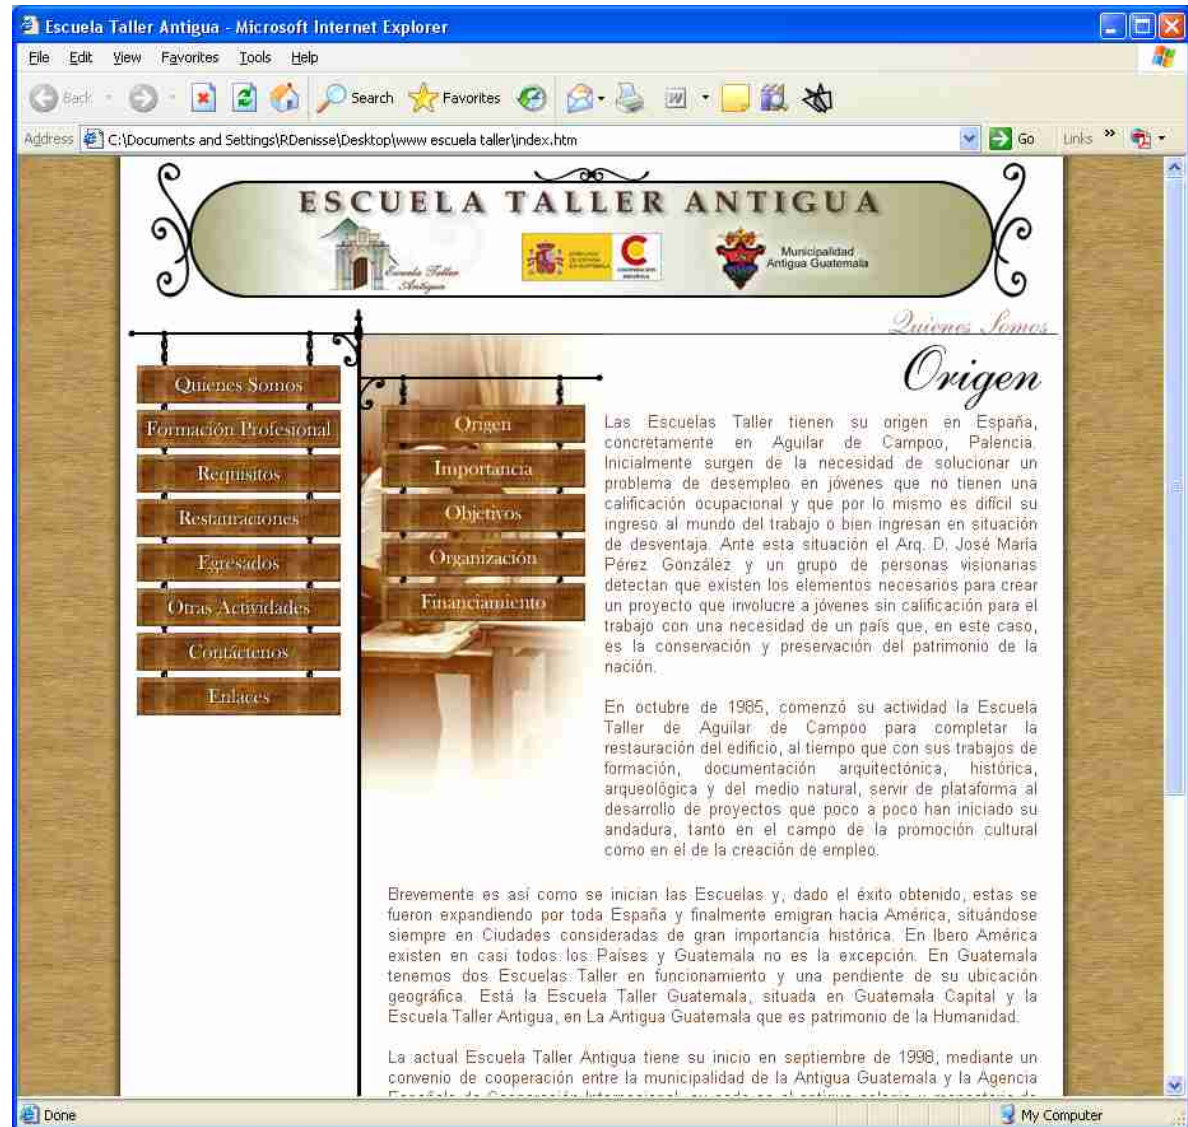 Escuela Taller Antigua - Microsoft Internet Explorer
File Edit View Favorites Tools Help
Back Search Favorites
Address C:\Documents and Settings\RDenisse\Desktop\www escuela taller\index.htm Go Links »
ESCUELA TALLER ANTIGUA
Escuela Taller
Antigua
Municipalidad
Antigua Guatemala
Quienes Somos
Origen
Quienes Somos
Formación Profesional
Requisitos
Restauraciones
Egresados
Otras Actividades
Contáctenos
Enlaces
Origen
Importancia
Objetivos
Organización
Financiamiento
Las Escuelas Taller tienen su origen en España,
concretamente en Aguilar de Campoo, Palencia.
Inicialmente surgen de la necesidad de solucionar un
problema de desempleo en jóvenes que no tienen una
calificación ocupacional y que por lo mismo es difícil su
ingreso al mundo del trabajo o bien ingresan en situación
de desventaja. Ante esta situación el Arq. D. José María
Pérez González y un grupo de personas visionarias
detectan que existen los elementos necesarios para crear
un proyecto que involucre a jóvenes sin calificación para el
trabajo con una necesidad de un país que, en este caso,
es la conservación y preservación del patrimonio de la
nación.
En octubre de 1985, comenzó su actividad la Escuela
Taller de Aguilar de Campoo para completar la
restauración del edificio, al tiempo que con sus trabajos de
formación, documentación arquitectónica, histórica,
arqueológica y del medio natural, servir de plataforma al
desarrollo de proyectos que poco a poco han iniciado su
andadura, tanto en el campo de la promoción cultural
como en el de la creación de empleo.
Brevemente es así como se inician las Escuelas y, dado el éxito obtenido, estas se
fueron expandiendo por toda España y finalmente emigran hacia América, situándose
siempre en Ciudades consideradas de gran importancia histórica. En Ibero América
existen en casi todos los Países y Guatemala no es la excepción. En Guatemala
tenemos dos Escuelas Taller en funcionamiento y una pendiente de su ubicación
geográfica. Está la Escuela Taller Guatemala, situada en Guatemala Capital y la
Escuela Taller Antigua, en La Antigua Guatemala que es patrimonio de la Humanidad.
La actual Escuela Taller Antigua tiene su inicio en septiembre de 1998, mediante un
convenio de cooperación entre la municipalidad de la Antigua Guatemala y la Agencia
Done My Computer